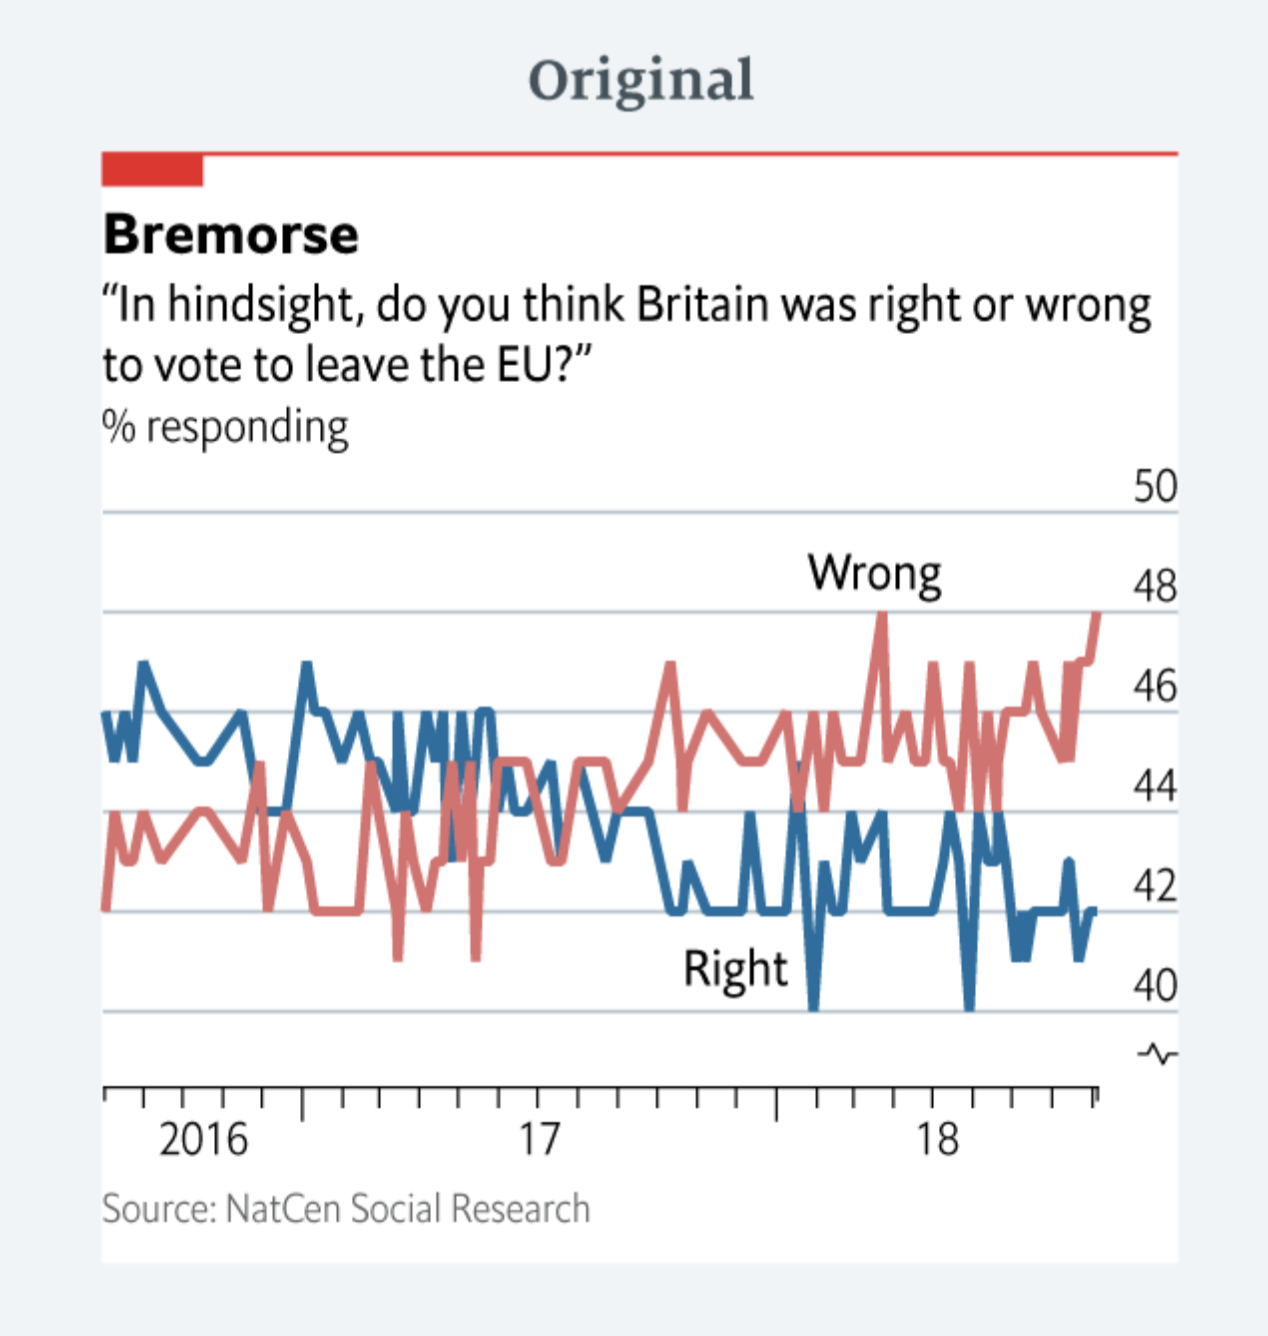 Original
Bremorse
“In hindsight, do you think Britain was right or wrong
to vote to leave the EU?”
% responding
50
Wrong
48
46
44
42
Right
40
2016 17 18
Source: NatCen Social Research